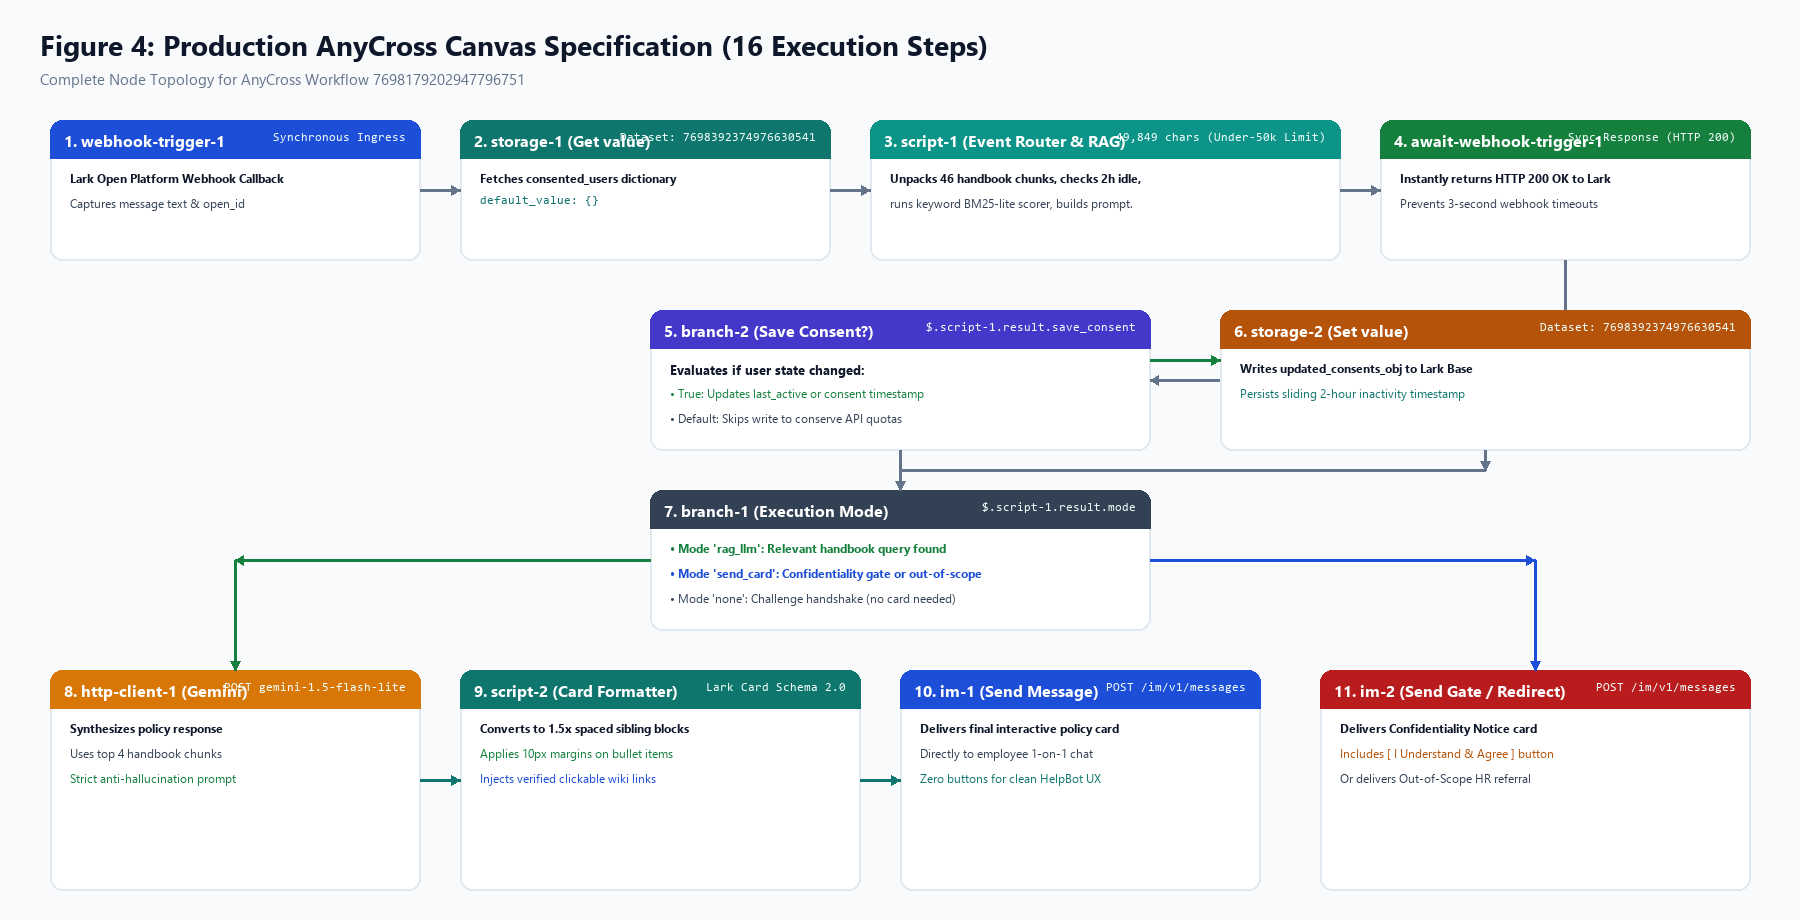 Figure 4: Production AnyCross Canvas Specification (16 Execution Steps)
Complete Node Topology for AnyCross Workflow 7698179202947796751
1. webhook-trigger-1
Synchronous Ingress
Lark Open Platform Webhook Callback
Captures message text & open_id
2. storage-1 (Get value)
Dataset: 7698392374976630541
Fetches consented_users dictionary
default_value: {}
3. script-1 (Event Router & RAG)
49,849 chars (Under-50k Limit)
Unpacks 46 handbook chunks, checks 2h idle,
runs keyword BM25-lite scorer, builds prompt.
4. await-webhook-trigger-1
Sync Response (HTTP 200)
Instantly returns HTTP 200 OK to Lark
Prevents 3-second webhook timeouts
5. branch-2 (Save Consent?)
$.script-1.result.save_consent
Evaluates if user state changed:
• True: Updates last_active or consent timestamp
• Default: Skips write to conserve API quotas
6. storage-2 (Set value)
Dataset: 7698392374976630541
Writes updated_consents_obj to Lark Base
Persists sliding 2-hour inactivity timestamp
7. branch-1 (Execution Mode)
$.script-1.result.mode
• Mode 'rag_llm': Relevant handbook query found
• Mode 'send_card': Confidentiality gate or out-of-scope
• Mode 'none': Challenge handshake (no card needed)
8. http-client-1 (Gemini)
POST gemini-1.5-flash-lite
Synthesizes policy response
Uses top 4 handbook chunks
Strict anti-hallucination prompt
9. script-2 (Card Formatter)
Lark Card Schema 2.0
Converts to 1.5x spaced sibling blocks
Applies 10px margins on bullet items
Injects verified clickable wiki links
10. im-1 (Send Message)
POST /im/v1/messages
Delivers final interactive policy card
Directly to employee 1-on-1 chat
Zero buttons for clean HelpBot UX
11. im-2 (Send Gate / Redirect)
POST /im/v1/messages
Delivers Confidentiality Notice card
Includes [ I Understand & Agree ] button
Or delivers Out-of-Scope HR referral